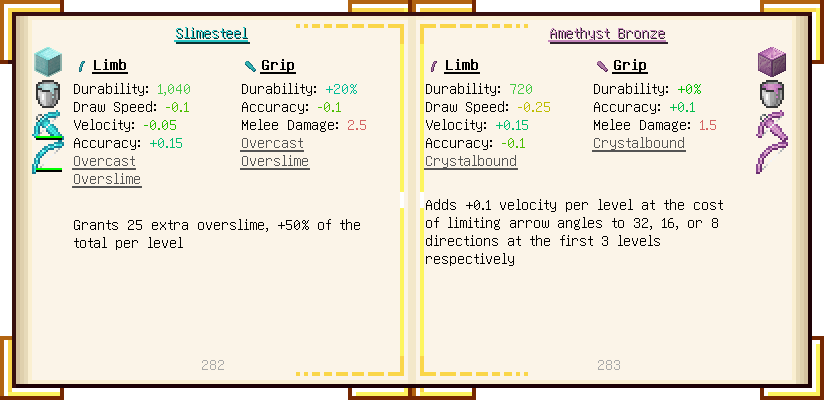 Slimesteel
Limb
Durability: 1,040
Draw Speed: -0.1
Velocity: -0.05
Accuracy: +0.15
Overcast
Overslime
Grip
Durability: +20%
Accuracy: -0.1
Melee Damage: 2.5
Overcast
Overslime
Grants 25 extra overslime, +50% of the
total per level
282
Amethyst Bronze
Limb
Durability: 720
Draw Speed: -0.25
Velocity: +0.15
Accuracy: -0.1
Crystalbound
Grip
Durability: +0%
Accuracy: +0.1
Melee Damage: 1.5
Crystalbound
Adds +0.1 velocity per level at the cost
of limiting arrow angles to 32, 16, or 8
directions at the first 3 levels
respectively
283